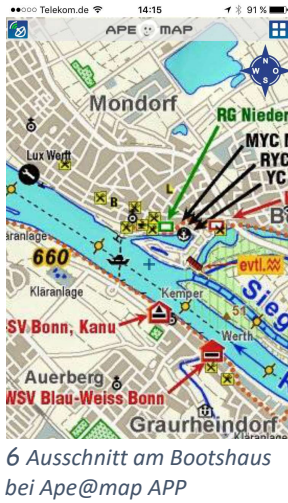 Telekom.de 14:15 91 %
APE MAP
N
W O
S
Mondorf
RG Nieder
MYC
Lux Werft
RYC
YC
L
B
660
evtl.
Kläranlage
Kemper
Sieg
51
SV Bonn, Kanu
Werth
Auerberg
WSV Blau-Weiss Bonn
Graurheindorf
Kläranlage
6 Ausschnitt am Bootshaus
bei Ape@map APP